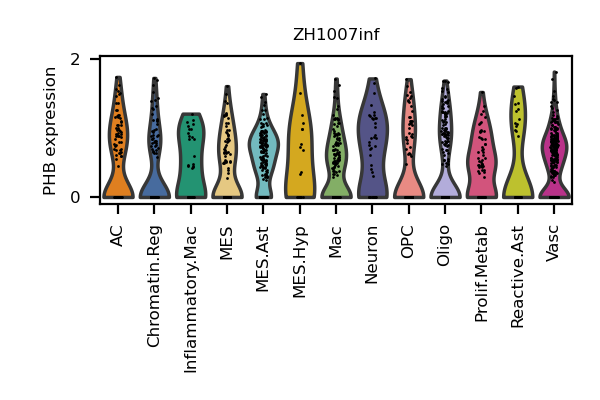 ZH1007inf
PHB expression
2
0
AC
Chromatin.Reg
Inflammatory.Mac
MES
MES.Ast
MES.Hyp
Mac
Neuron
OPC
Oligo
Prolif.Metab
Reactive.Ast
Vasc